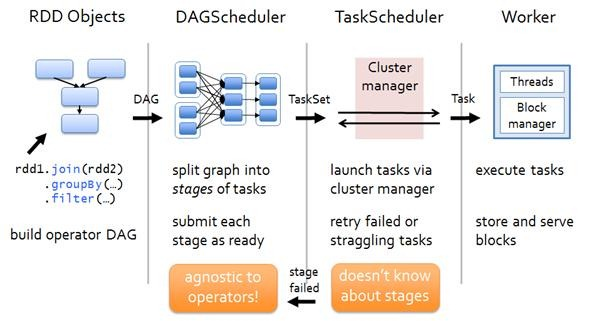 RDD Objects
DAGScheduler
TaskScheduler
Worker
DAG
TaskSet
Cluster
manager
Task
Threads
Block
manager
rdd1.join(rdd2)
.groupBy(…)
.filter(…)
split graph into
stages of tasks
launch tasks via
cluster manager
execute tasks
build operator DAG
submit each
stage as ready
retry failed or
straggling tasks
store and serve
blocks
agnostic to
operators!
stage
failed
doesn't know
about stages